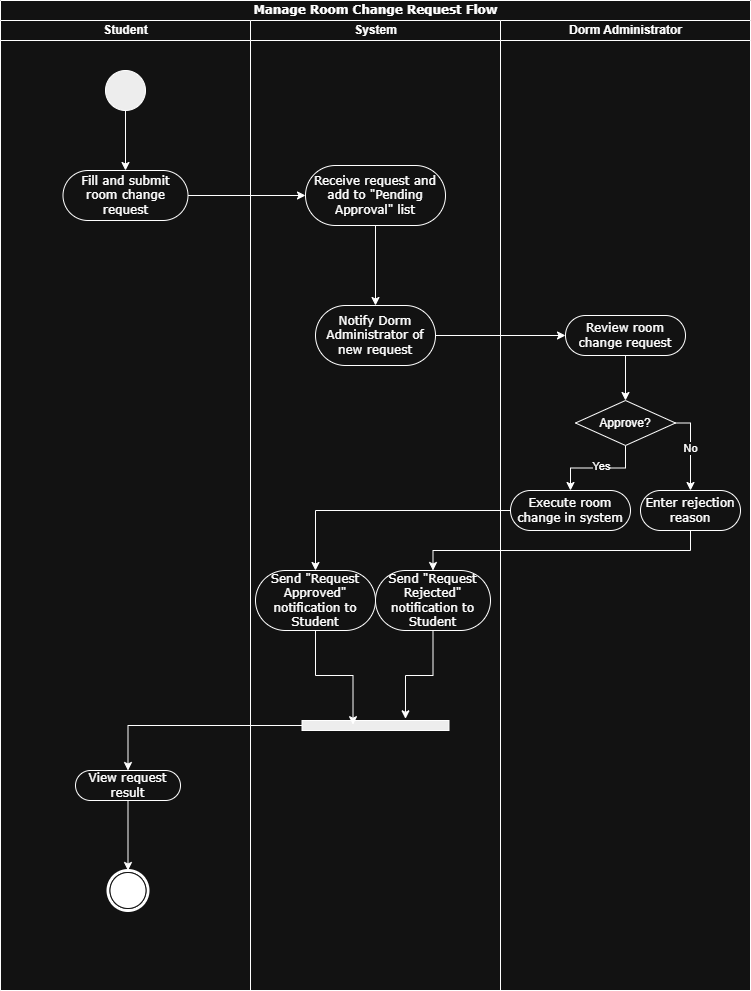 Manage Room Change Request Flow
Student
System
Dorm Administrator
Fill and submit
room change
request
Receive request and
add to "Pending
Approval" list
Notify Dorm
Administrator of
new request
Review room
change request
Approve?
No
Yes
Execute room
change in system
Enter rejection
reason
Send "Request
Approved"
notification to
Student
Send "Request
Rejected"
notification to
Student
View request
result